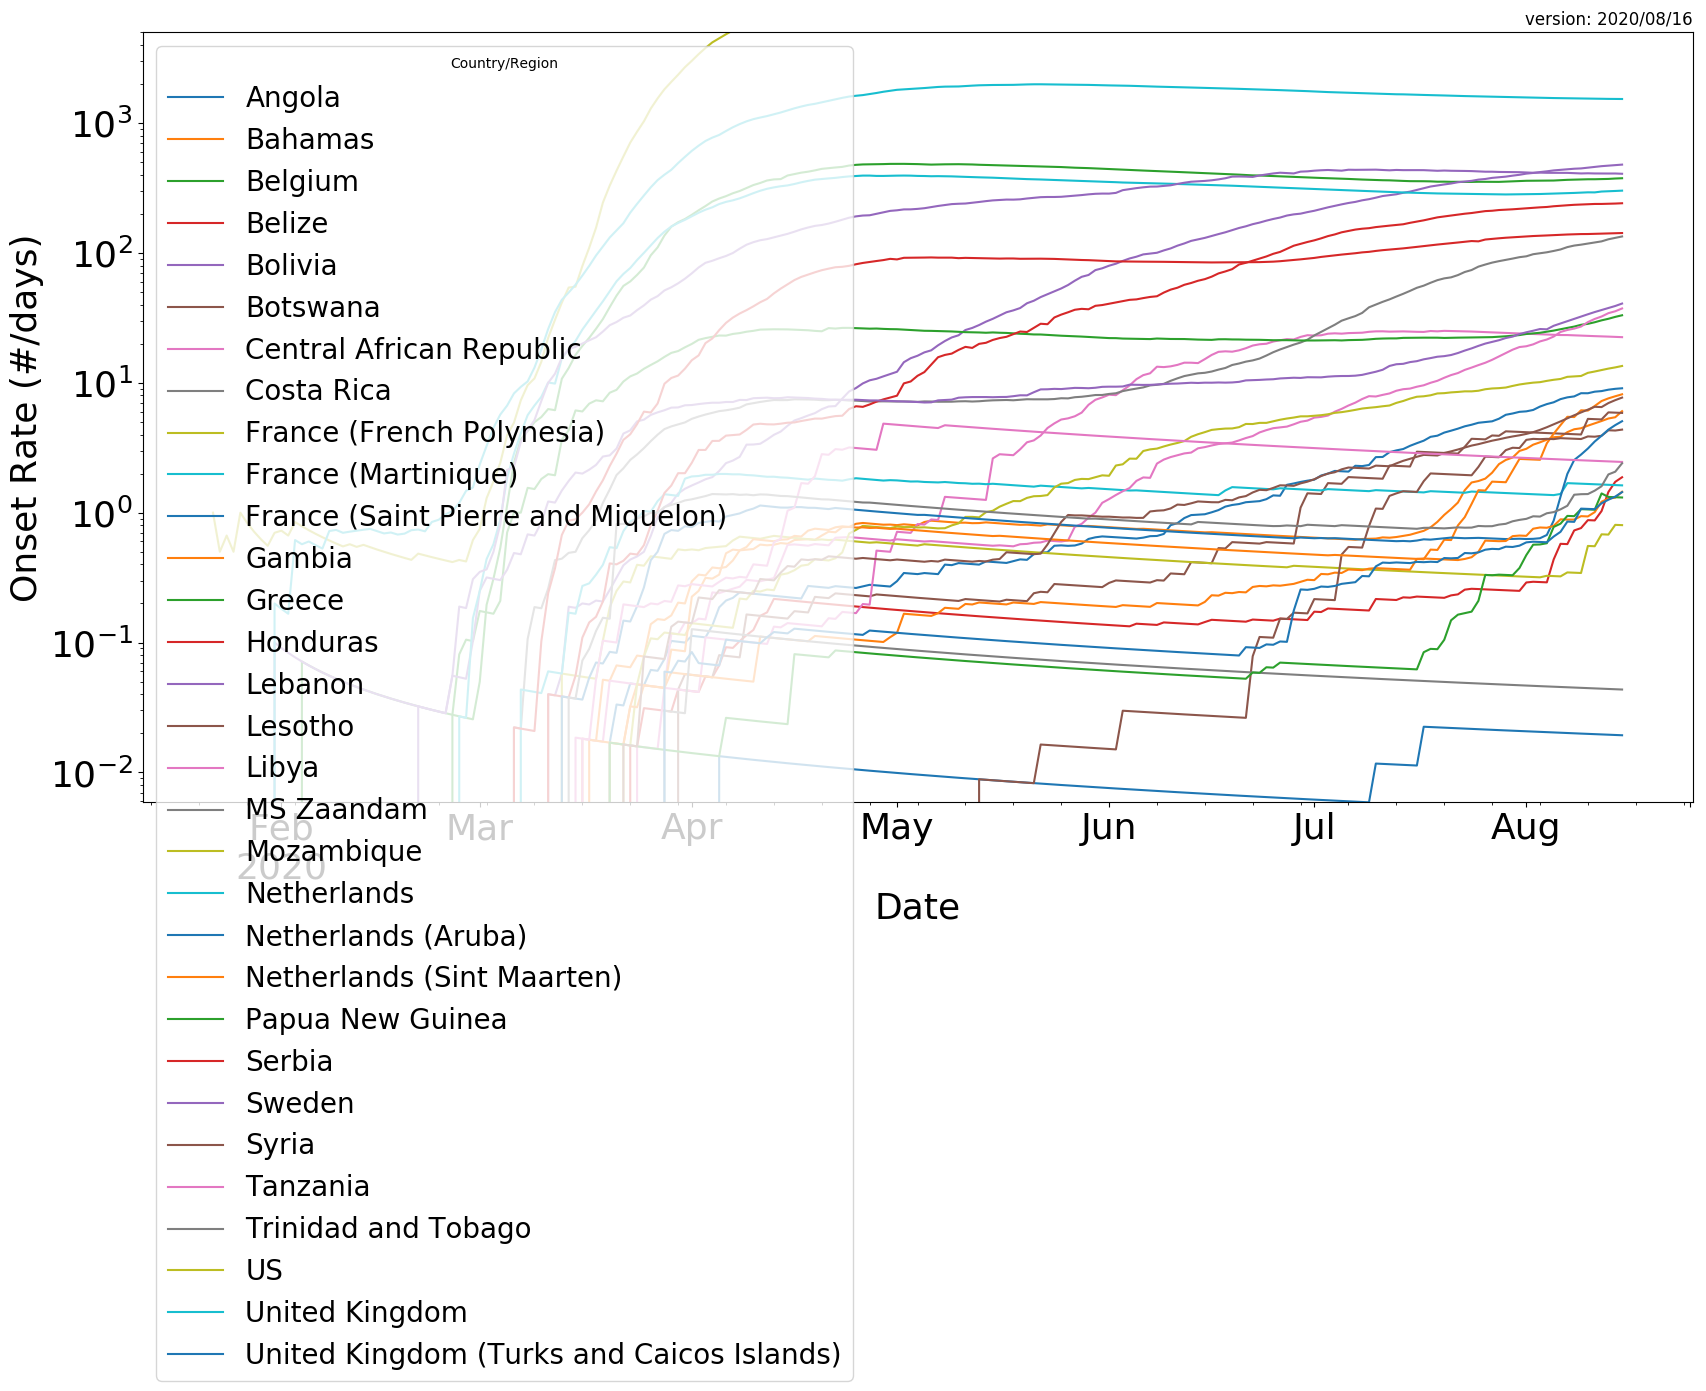 version: 2020/08/16
Country/Region
Angola
Bahamas
Belgium
Belize
Bolivia
Botswana
Central African Republic
Costa Rica
France (French Polynesia)
France (Martinique)
France (Saint Pierre and Miquelon)
Gambia
Greece
Honduras
Lebanon
Lesotho
Libya
MS Zaandam
Mozambique
Netherlands
Netherlands (Aruba)
Netherlands (Sint Maarten)
Papua New Guinea
Serbia
Sweden
Syria
Tanzania
Trinidad and Tobago
US
United Kingdom
United Kingdom (Turks and Caicos Islands)
Onset Rate (#/days)
10³
10²
10¹
10⁰
10⁻¹
10⁻²
Feb Mar Apr May Jun Jul Aug
2020
Date